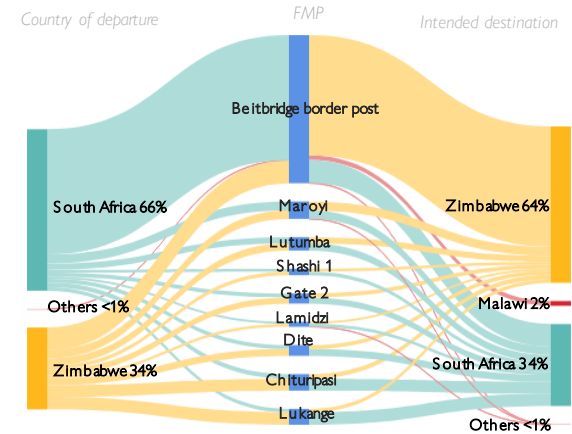 Country of departure
FMP
Intended destination
Beitbridge border post
South Africa 66%
Maroyi
Zimbabwe 64%
Lutumba
Shashi 1
Gate 2
Others <1%
Malawi 2%
Lamidzi
Dite
Zimbabwe 34%
South Africa 34%
Chituripasi
Lukange
Others <1%